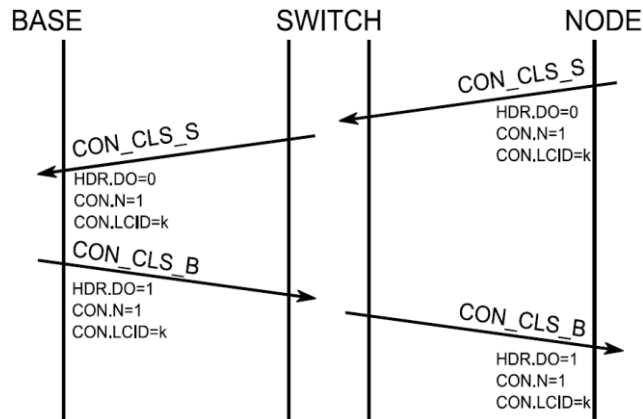 BASE
SWITCH
NODE
CON_CLS_S
HDR.DO=0
CON.N=1
CON.LCID=k
CON_CLS_S
HDR.DO=0
CON.N=1
CON.LCID=k
CON_CLS_B
HDR.DO=1
CON.N=1
CON.LCID=k
CON_CLS_B
HDR.DO=1
CON.N=1
CON.LCID=k